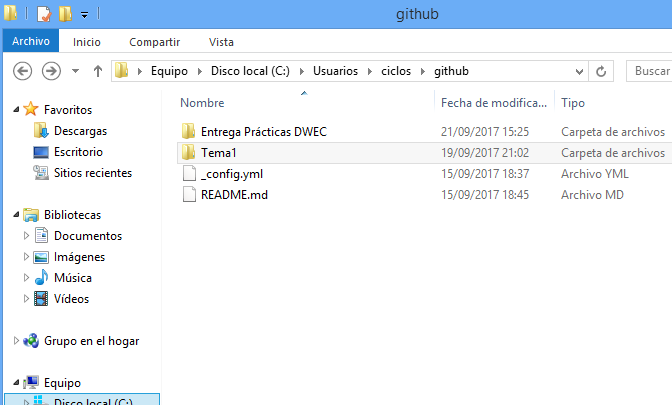 github
Archivo Inicio Compartir Vista
Equipo Disco local (C:) Usuarios ciclos github Buscar
Nombre Fecha de modifica... Tipo
Favoritos
Descargas
Escritorio
Sitios recientes
Bibliotecas
Documentos
Imágenes
Música
Vídeos
Grupo en el hogar
Equipo
Disco local (C:)
Entrega Prácticas DWEC 21/09/2017 15:25 Carpeta de archivos
Tema1 19/09/2017 21:02 Carpeta de archivos
_config.yml 15/09/2017 18:37 Archivo YML
README.md 15/09/2017 18:45 Archivo MD